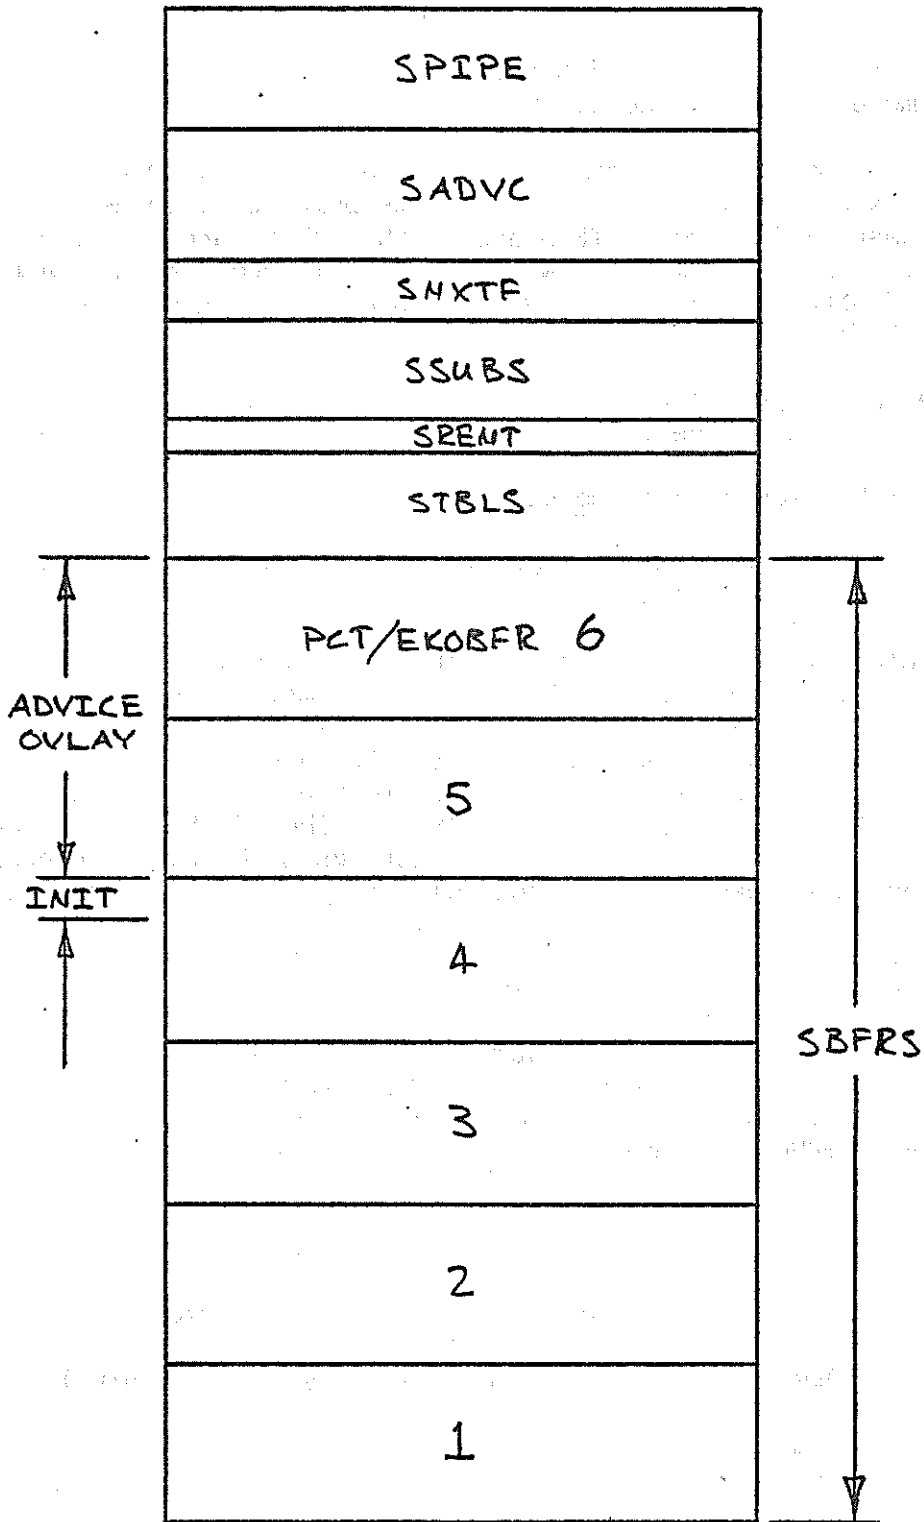 SPIPE
SADVC
SNXTF
SSUBS
SRENT
STBLS
PCT/EKOBFR 6
ADVICE
OVLAY
5
INIT
4
SBFRS
3
2
1